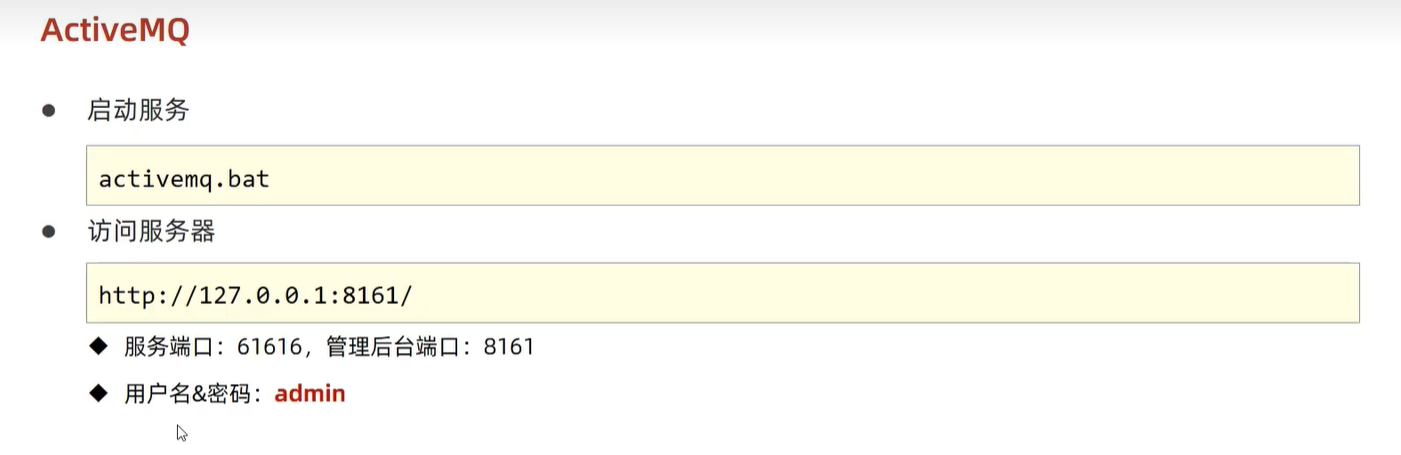 ActiveMQ
启动服务
activemq.bat
访问服务器
http://127.0.0.1:8161/
服务端口：61616，管理后台端口：8161
用户名&密码：admin